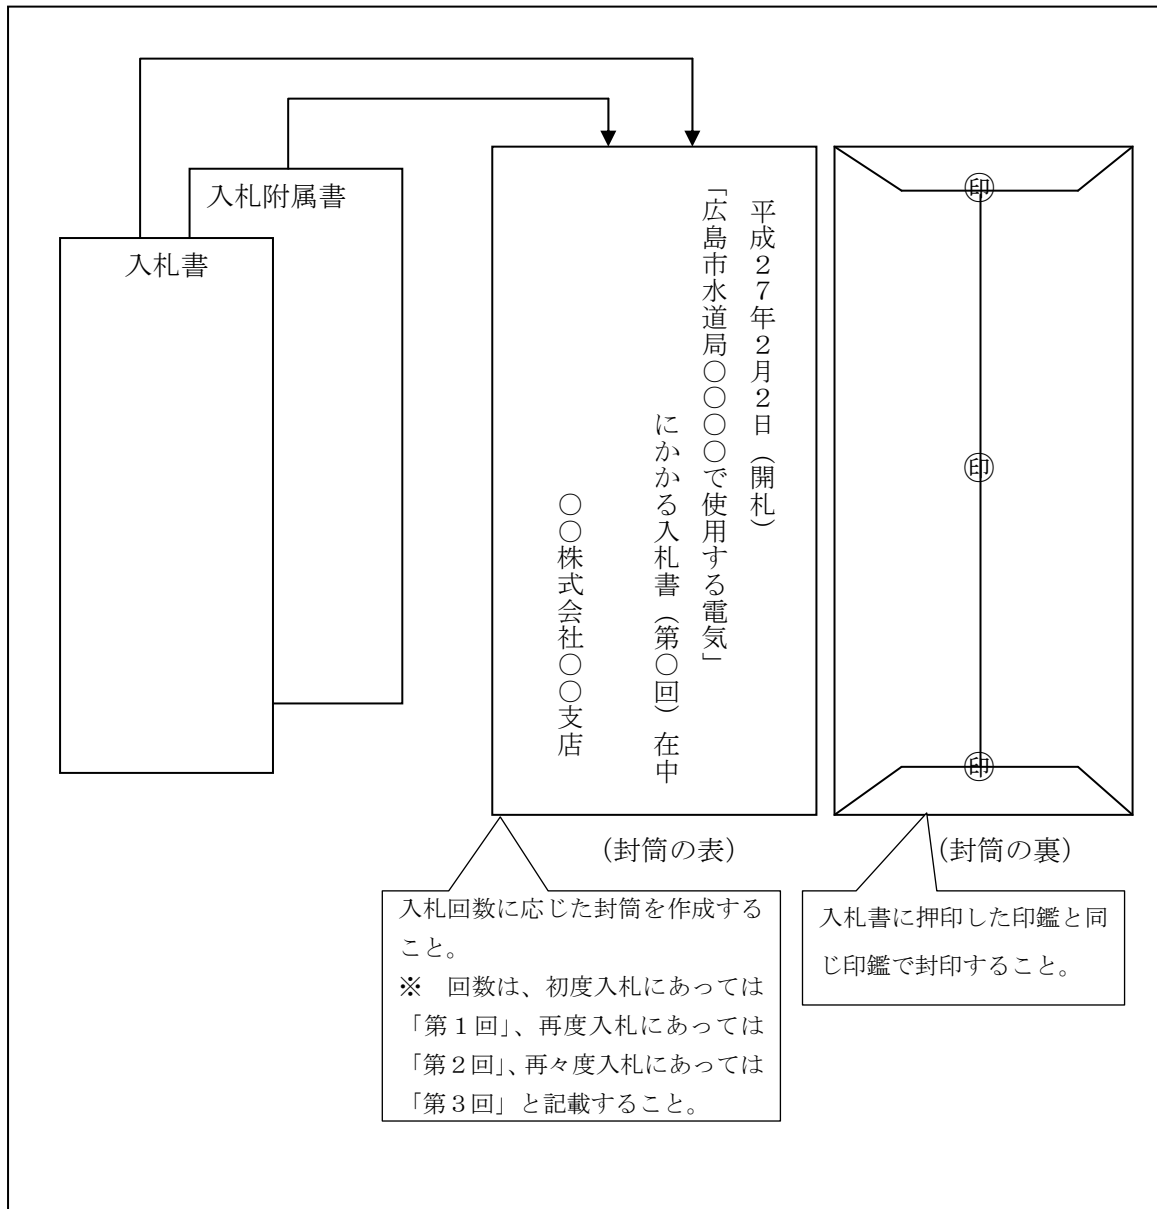 入札附属書
入札書
平成２７年２月２日（開札）
「広島市水道局○○○○で使用する電気」
にかかる入札書（第○回）在中
○○株式会社○○支店
印
印
印
（封筒の表）
（封筒の裏）
入札回数に応じた封筒を作成する
こと。
※　回数は、初度入札にあっては
「第１回」、再度入札にあっては
「第２回」、再々度入札にあっては
「第３回」と記載すること。
入札書に押印した印鑑と同
じ印鑑で封印すること。